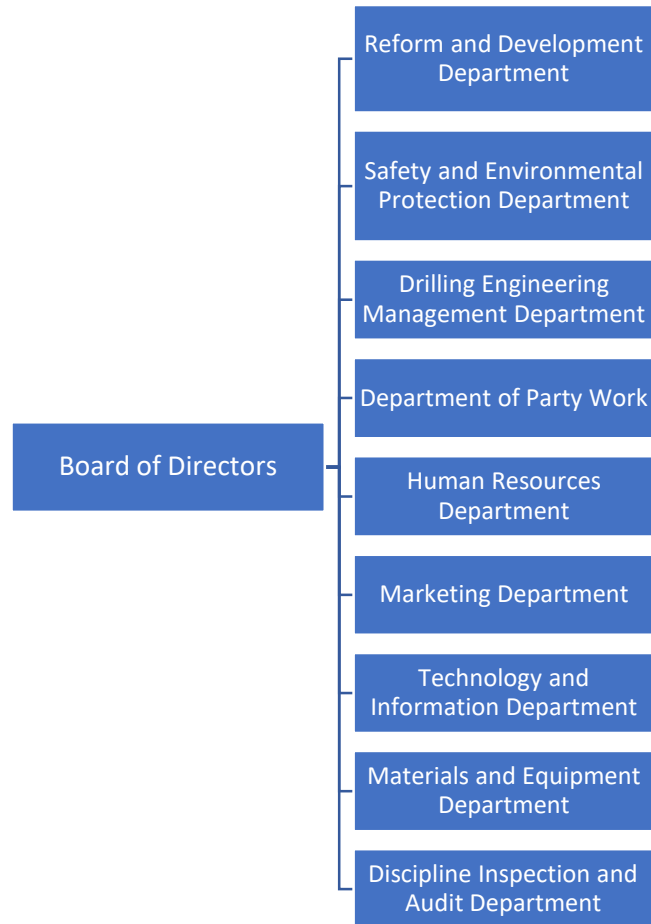 Reform and Development
Department
Safety and Environmental
Protection Department
Drilling Engineering
Management Department
Department of Party Work
Board of Directors
Human Resources
Department
Marketing Department
Technology and
Information Department
Materials and Equipment
Department
Discipline Inspection and
Audit Department